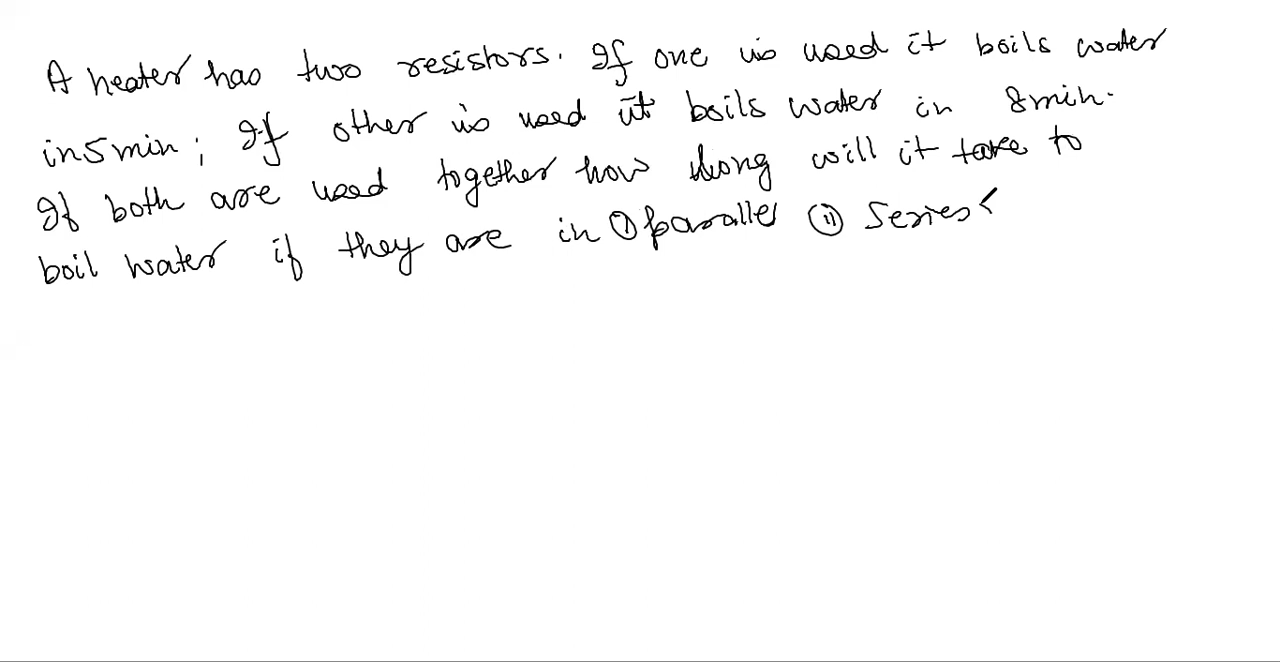 A heater has two resistors. If one is used it boils water
in 5 min ; If other is used it boils water in 8 min.
If both are used together how long will it take to
boil water if they are in ① parallel ⑪ Series